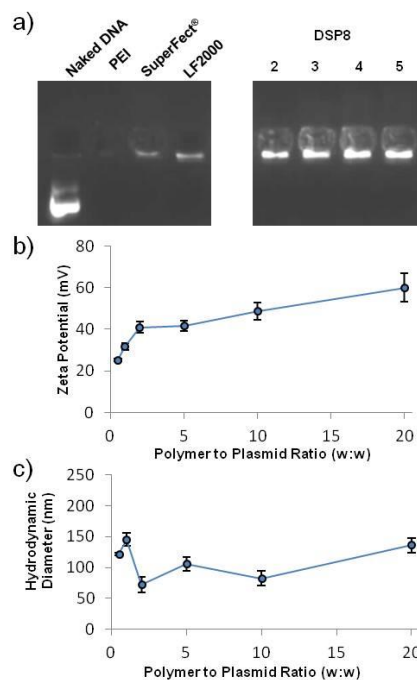 a)
Naked DNA
PEI
SuperFect®
LF2000
DSP8
2 3 4 5
b)
80
60
40
20
0
Zeta Potential (mV)
0 5 10 15 20
Polymer to Plasmid Ratio (w:w)
c)
250
200
150
100
50
0
Hydrodynamic
Diameter (nm)
0 5 10 15 20
Polymer to Plasmid Ratio (w:w)